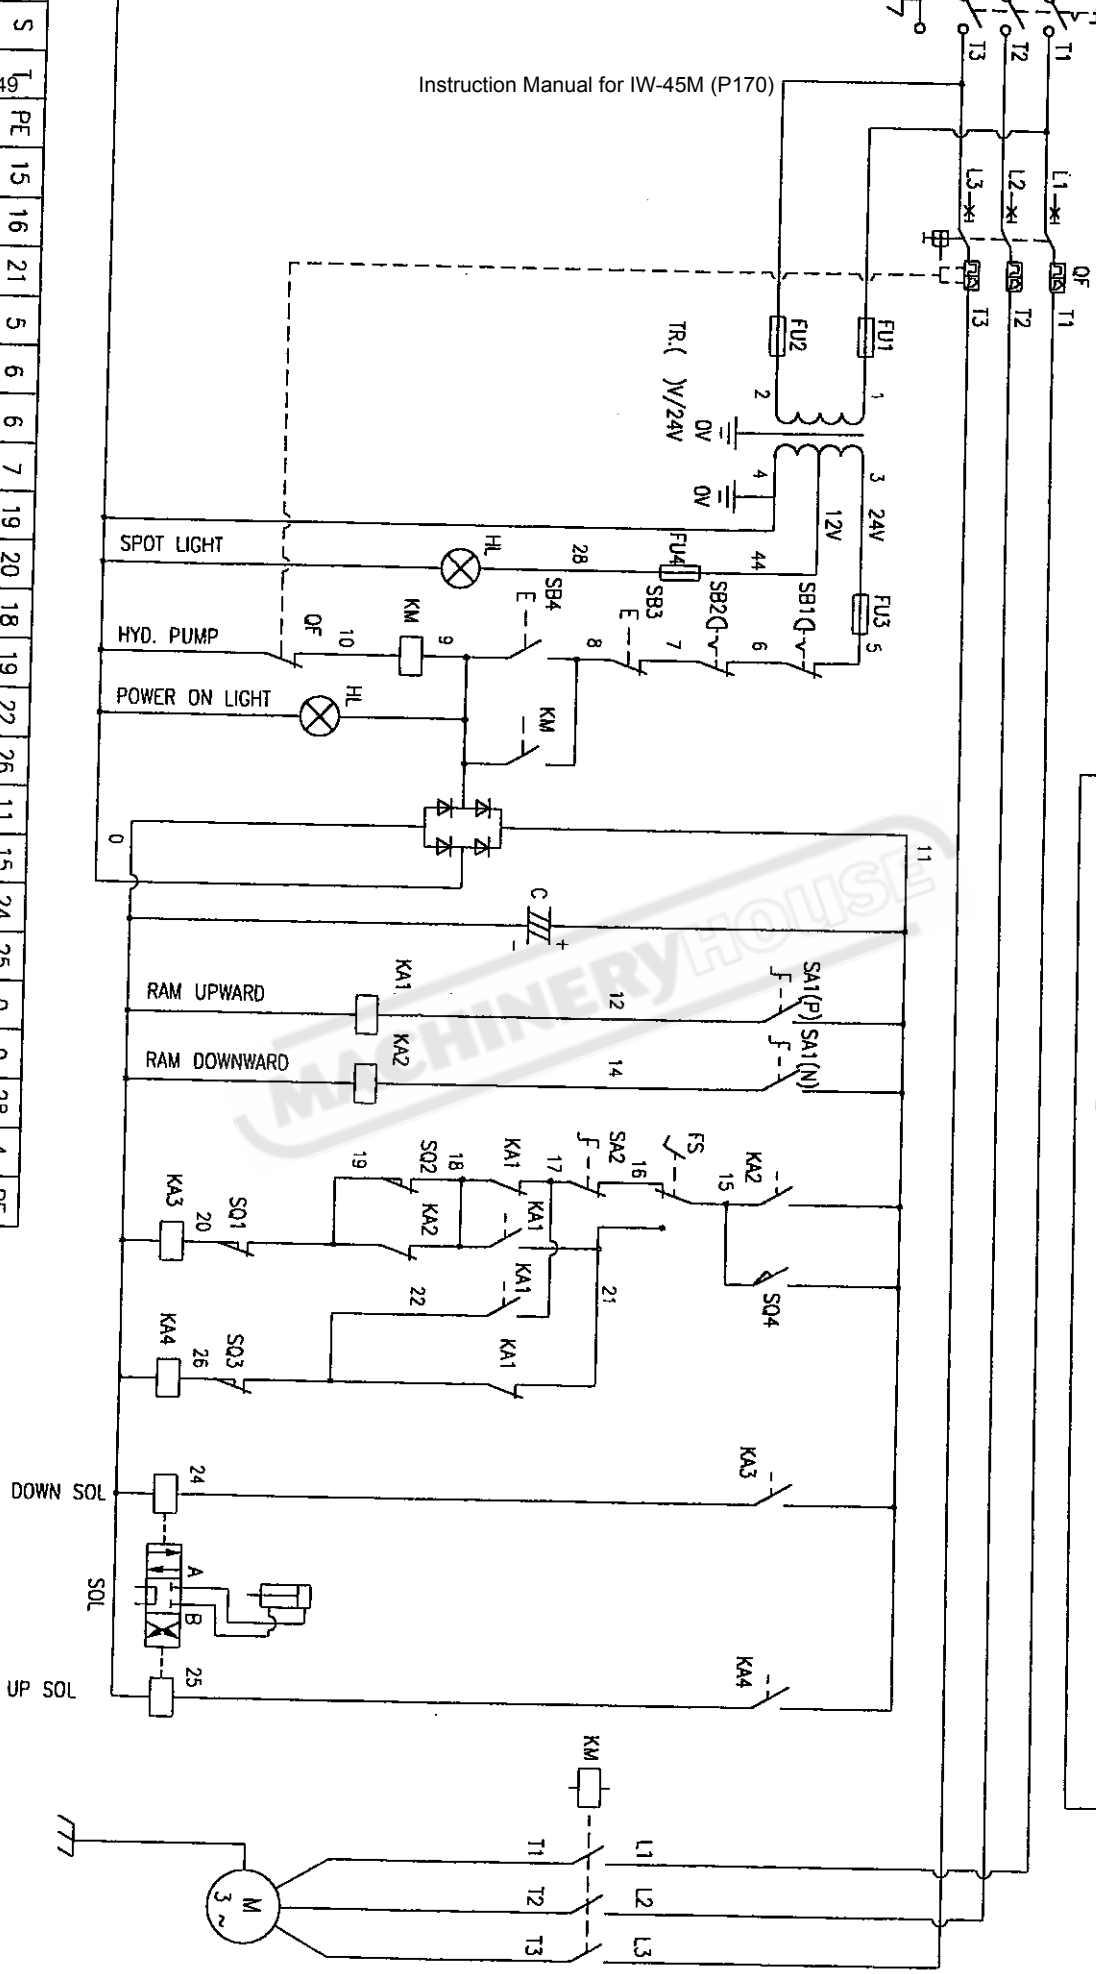 Instruction Manual for IW-45M (P170)
T1
T2
T3
L1
L2
L3
QF
T1
T2
T3
FU1
FU2
1
2
TR.( )V/24V
0V
0V
3
4
24V
12V
FU3
5
SB1
6
SB2
7
SB3
E
8
SB4
E
9
KM
10
QF
HYD. PUMP
44
FU4
28
HL
SPOT LIGHT
HL
POWER ON LIGHT
KM
0
11
C
+
-
SA1(P)
12
KA1
RAM UPWARD
SA1(N)
14
KA2
RAM DOWNWARD
KA2
15
SQ4
FS
16
SA2
17
KA1
18
SQ2
19
KA1
KA2
SQ1
20
KA3
21
KA1
22
KA1
SQ3
26
KA4
KA3
24
DOWN SOL
A
B
SOL
KA4
25
UP SOL
KM
L1
L2
L3
T1
T2
T3
M
3 ~
MACHINERYHOUSE
S
T
49
PE
15
16
21
5
6
6
7
19
20
18
19
22
26
11
15
24
25